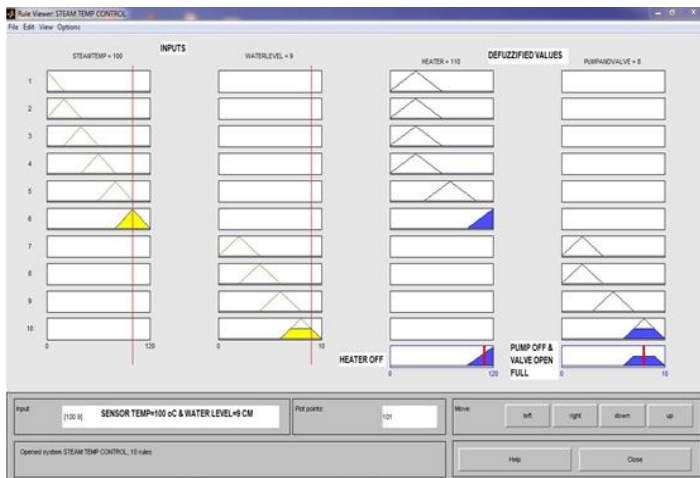 Rule Viewer: STEAM TEMP CONTROL
File Edit View Options
INPUTS
DEFUZZIFIED VALUES
STEAMTEMP = 100
WATERLEVEL = 9
HEATER = 110
PUMPANDVALVE = 8
1
2
3
4
5
6
7
8
9
10
0 120
0 10
HEATER OFF
0 120
PUMP OFF &
VALVE OPEN
FULL
0 10
Input:
[100 9]
SENSOR TEMP=100 oC & WATER LEVEL=9 CM
Plot points:
101
Move:
left
right
down
up
Opened system STEAM TEMP CONTROL, 10 rules
Help
Close